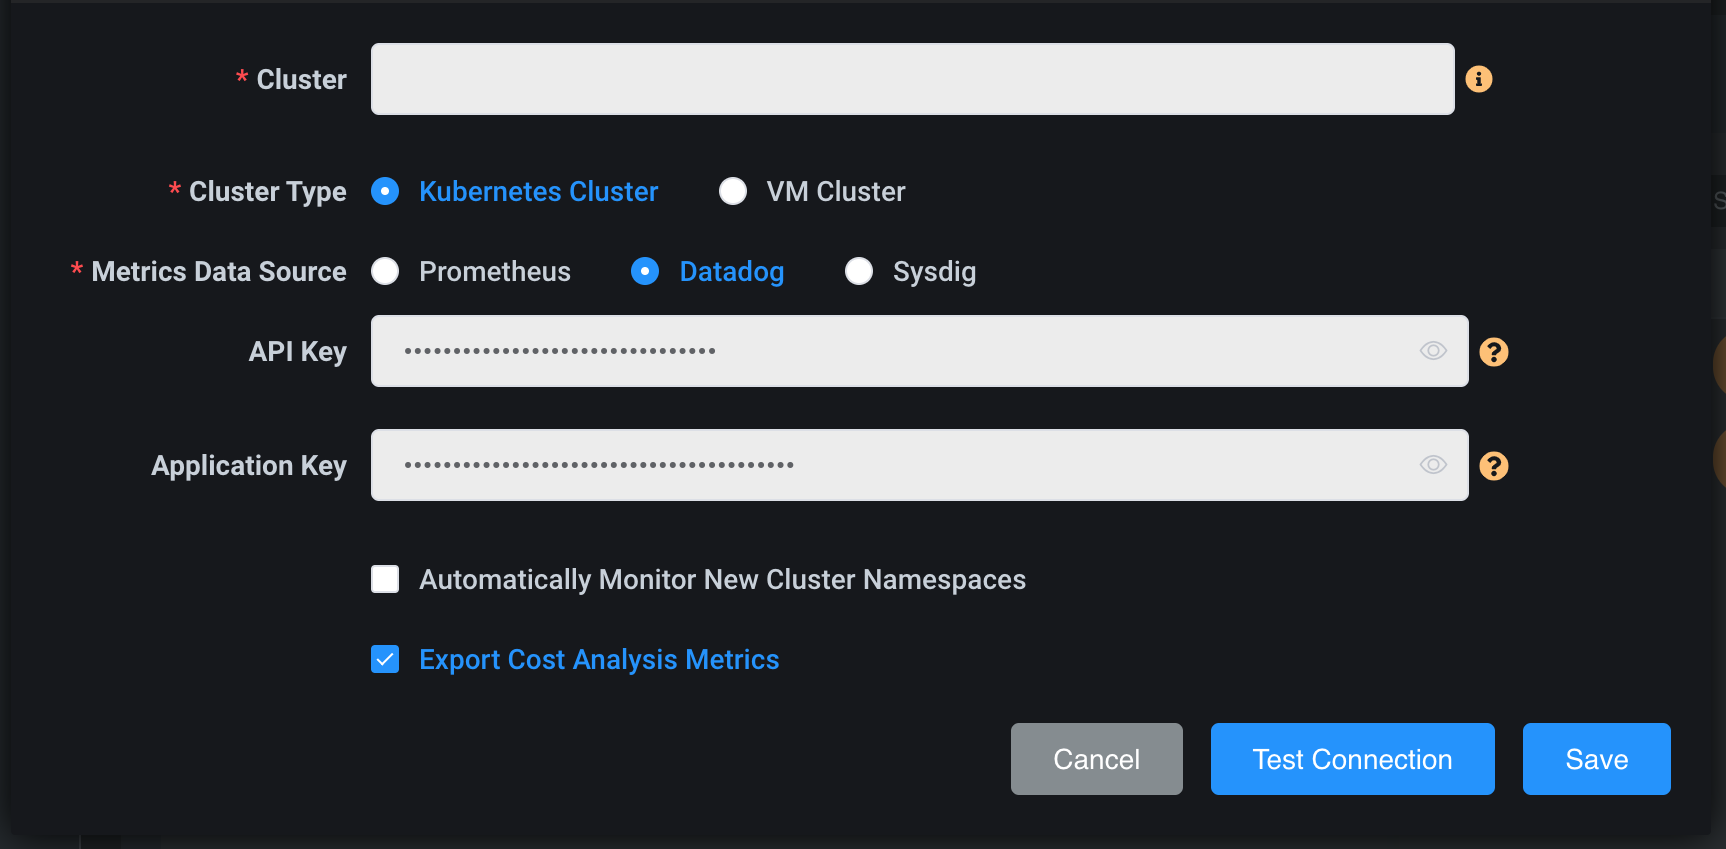 * Cluster
* Cluster Type Kubernetes Cluster VM Cluster
* Metrics Data Source Prometheus Datadog Sysdig
API Key ••••••••••••••••••••••••••••••••
Application Key ••••••••••••••••••••••••••••••••••••••••
Automatically Monitor New Cluster Namespaces
Export Cost Analysis Metrics
Cancel Test Connection Save